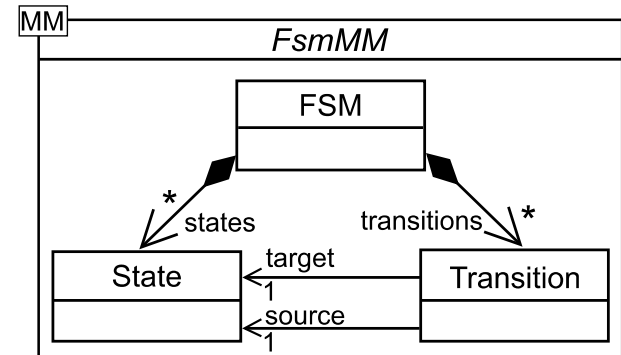 MM
FsmMM
FSM
*
states
transitions
*
State
target
1
Transition
source
1